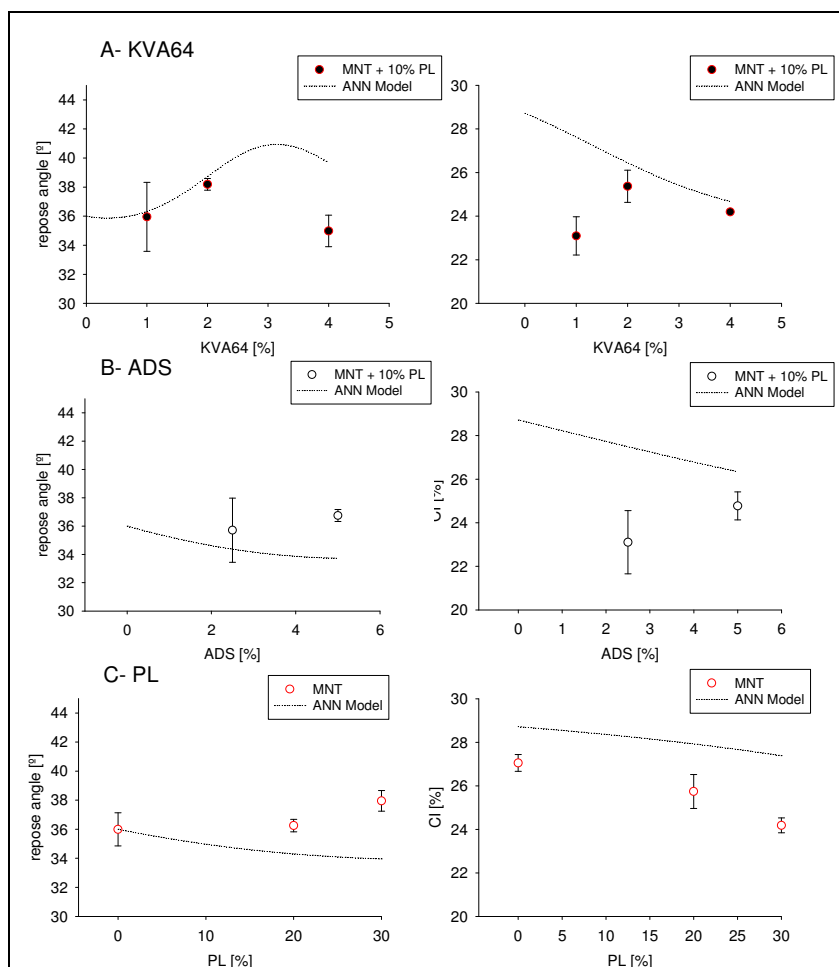 A- KVA64
MNT + 10% PL
ANN Model
repose angle [º]
44
42
40
38
36
34
32
30
0 1 2 3 4 5
KVA64 [%]
MNT + 10% PL
ANN Model
30
28
26
24
22
20
0 1 2 3 4 5
KVA64 [%]
B- ADS
MNT + 10% PL
ANN Model
repose angle [º]
44
42
40
38
36
34
32
30
0 2 4 6
ADS [%]
MNT + 10% PL
ANN Model
CI [%]
30
28
26
24
22
20
0 1 2 3 4 5 6
ADS [%]
C- PL
MNT
ANN Model
repose angle [º]
44
42
40
38
36
34
32
30
0 10 20 30
PL [%]
MNT
ANN Model
CI [%]
30
28
26
24
22
20
0 5 10 15 20 25 30
PL [%]